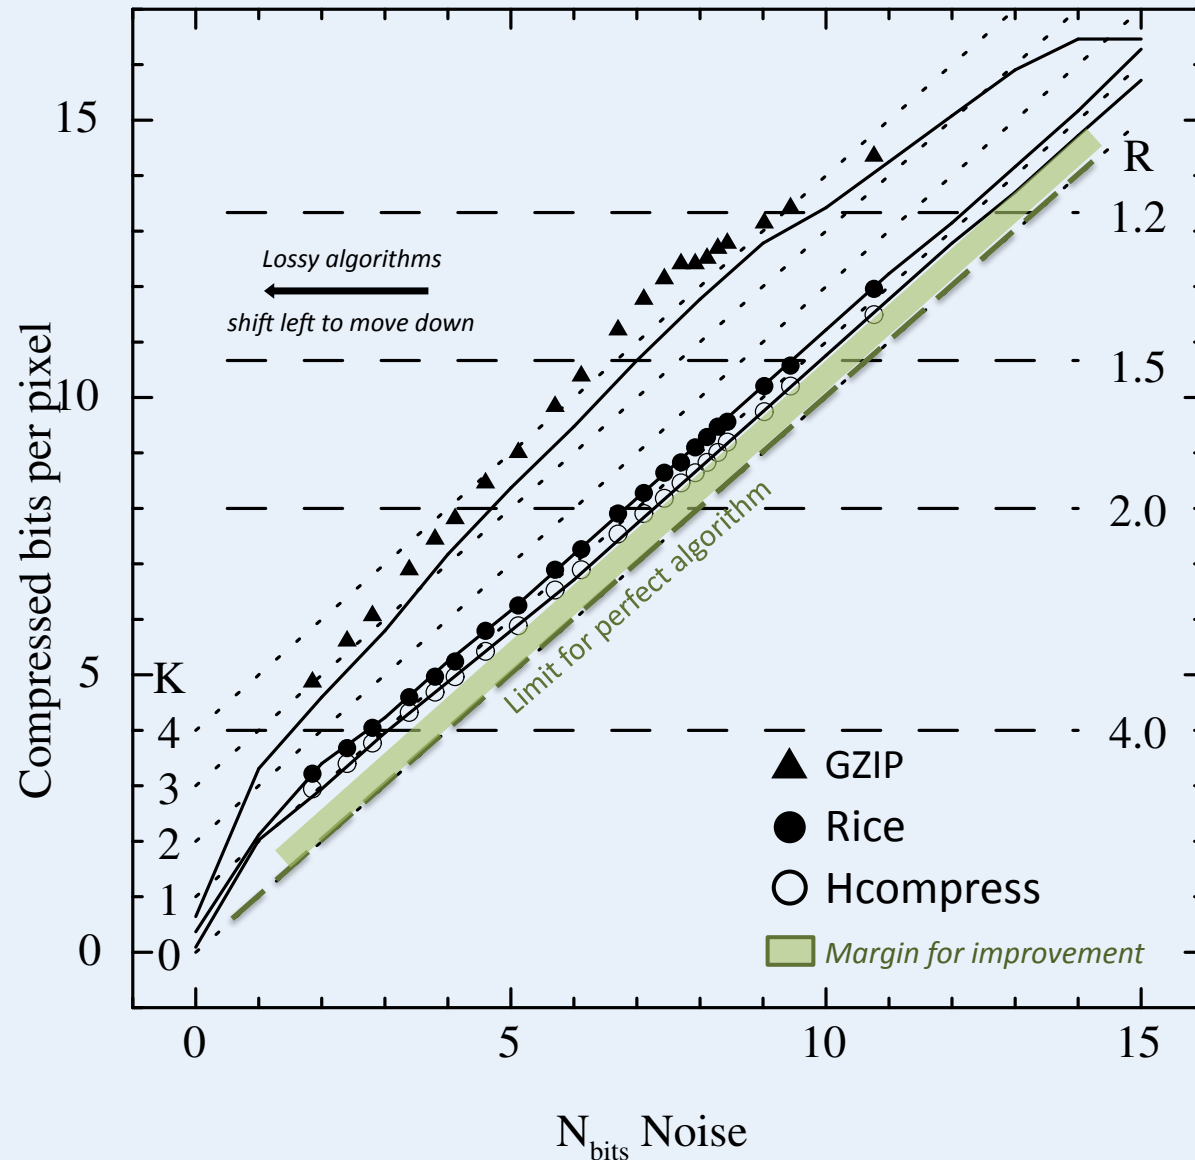 15
R
1.2
Lossy algorithms
shift left to move down
1.5
10
Compressed bits per pixel
2.0
Limit for perfect algorithm
5
K
4
4.0
3
2
1
0
0
GZIP
Rice
Hcompress
Margin for improvement
0
5
10
15
N_bits Noise